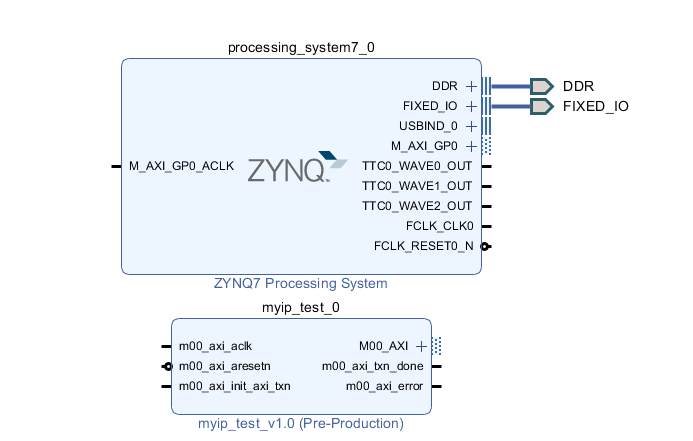 processing_system7_0
DDR
FIXED_IO
USBIND_0
M_AXI_GP0
M_AXI_GP0_ACLK
ZYNQ
TTC0_WAVE0_OUT
TTC0_WAVE1_OUT
TTC0_WAVE2_OUT
FCLK_CLK0
FCLK_RESET0_N
DDR
FIXED_IO
ZYNQ7 Processing System
myip_test_0
m00_axi_aclk
m00_axi_aresetn
m00_axi_init_axi_txn
M00_AXI
m00_axi_txn_done
m00_axi_error
myip_test_v1.0 (Pre-Production)